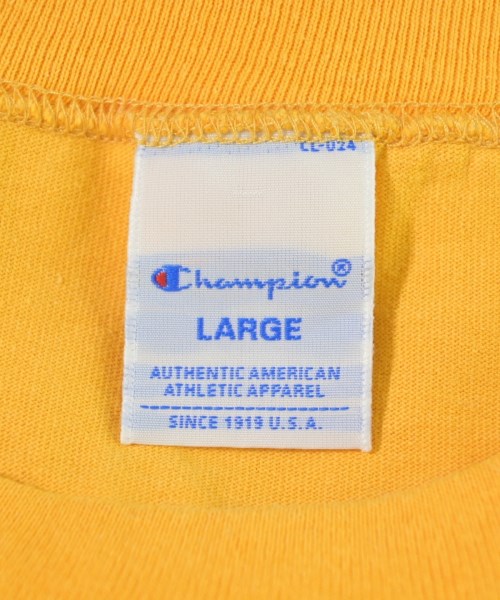 CL-024
Champion®
LARGE
AUTHENTIC AMERICAN
ATHLETIC APPAREL
SINCE 1919 U.S.A.